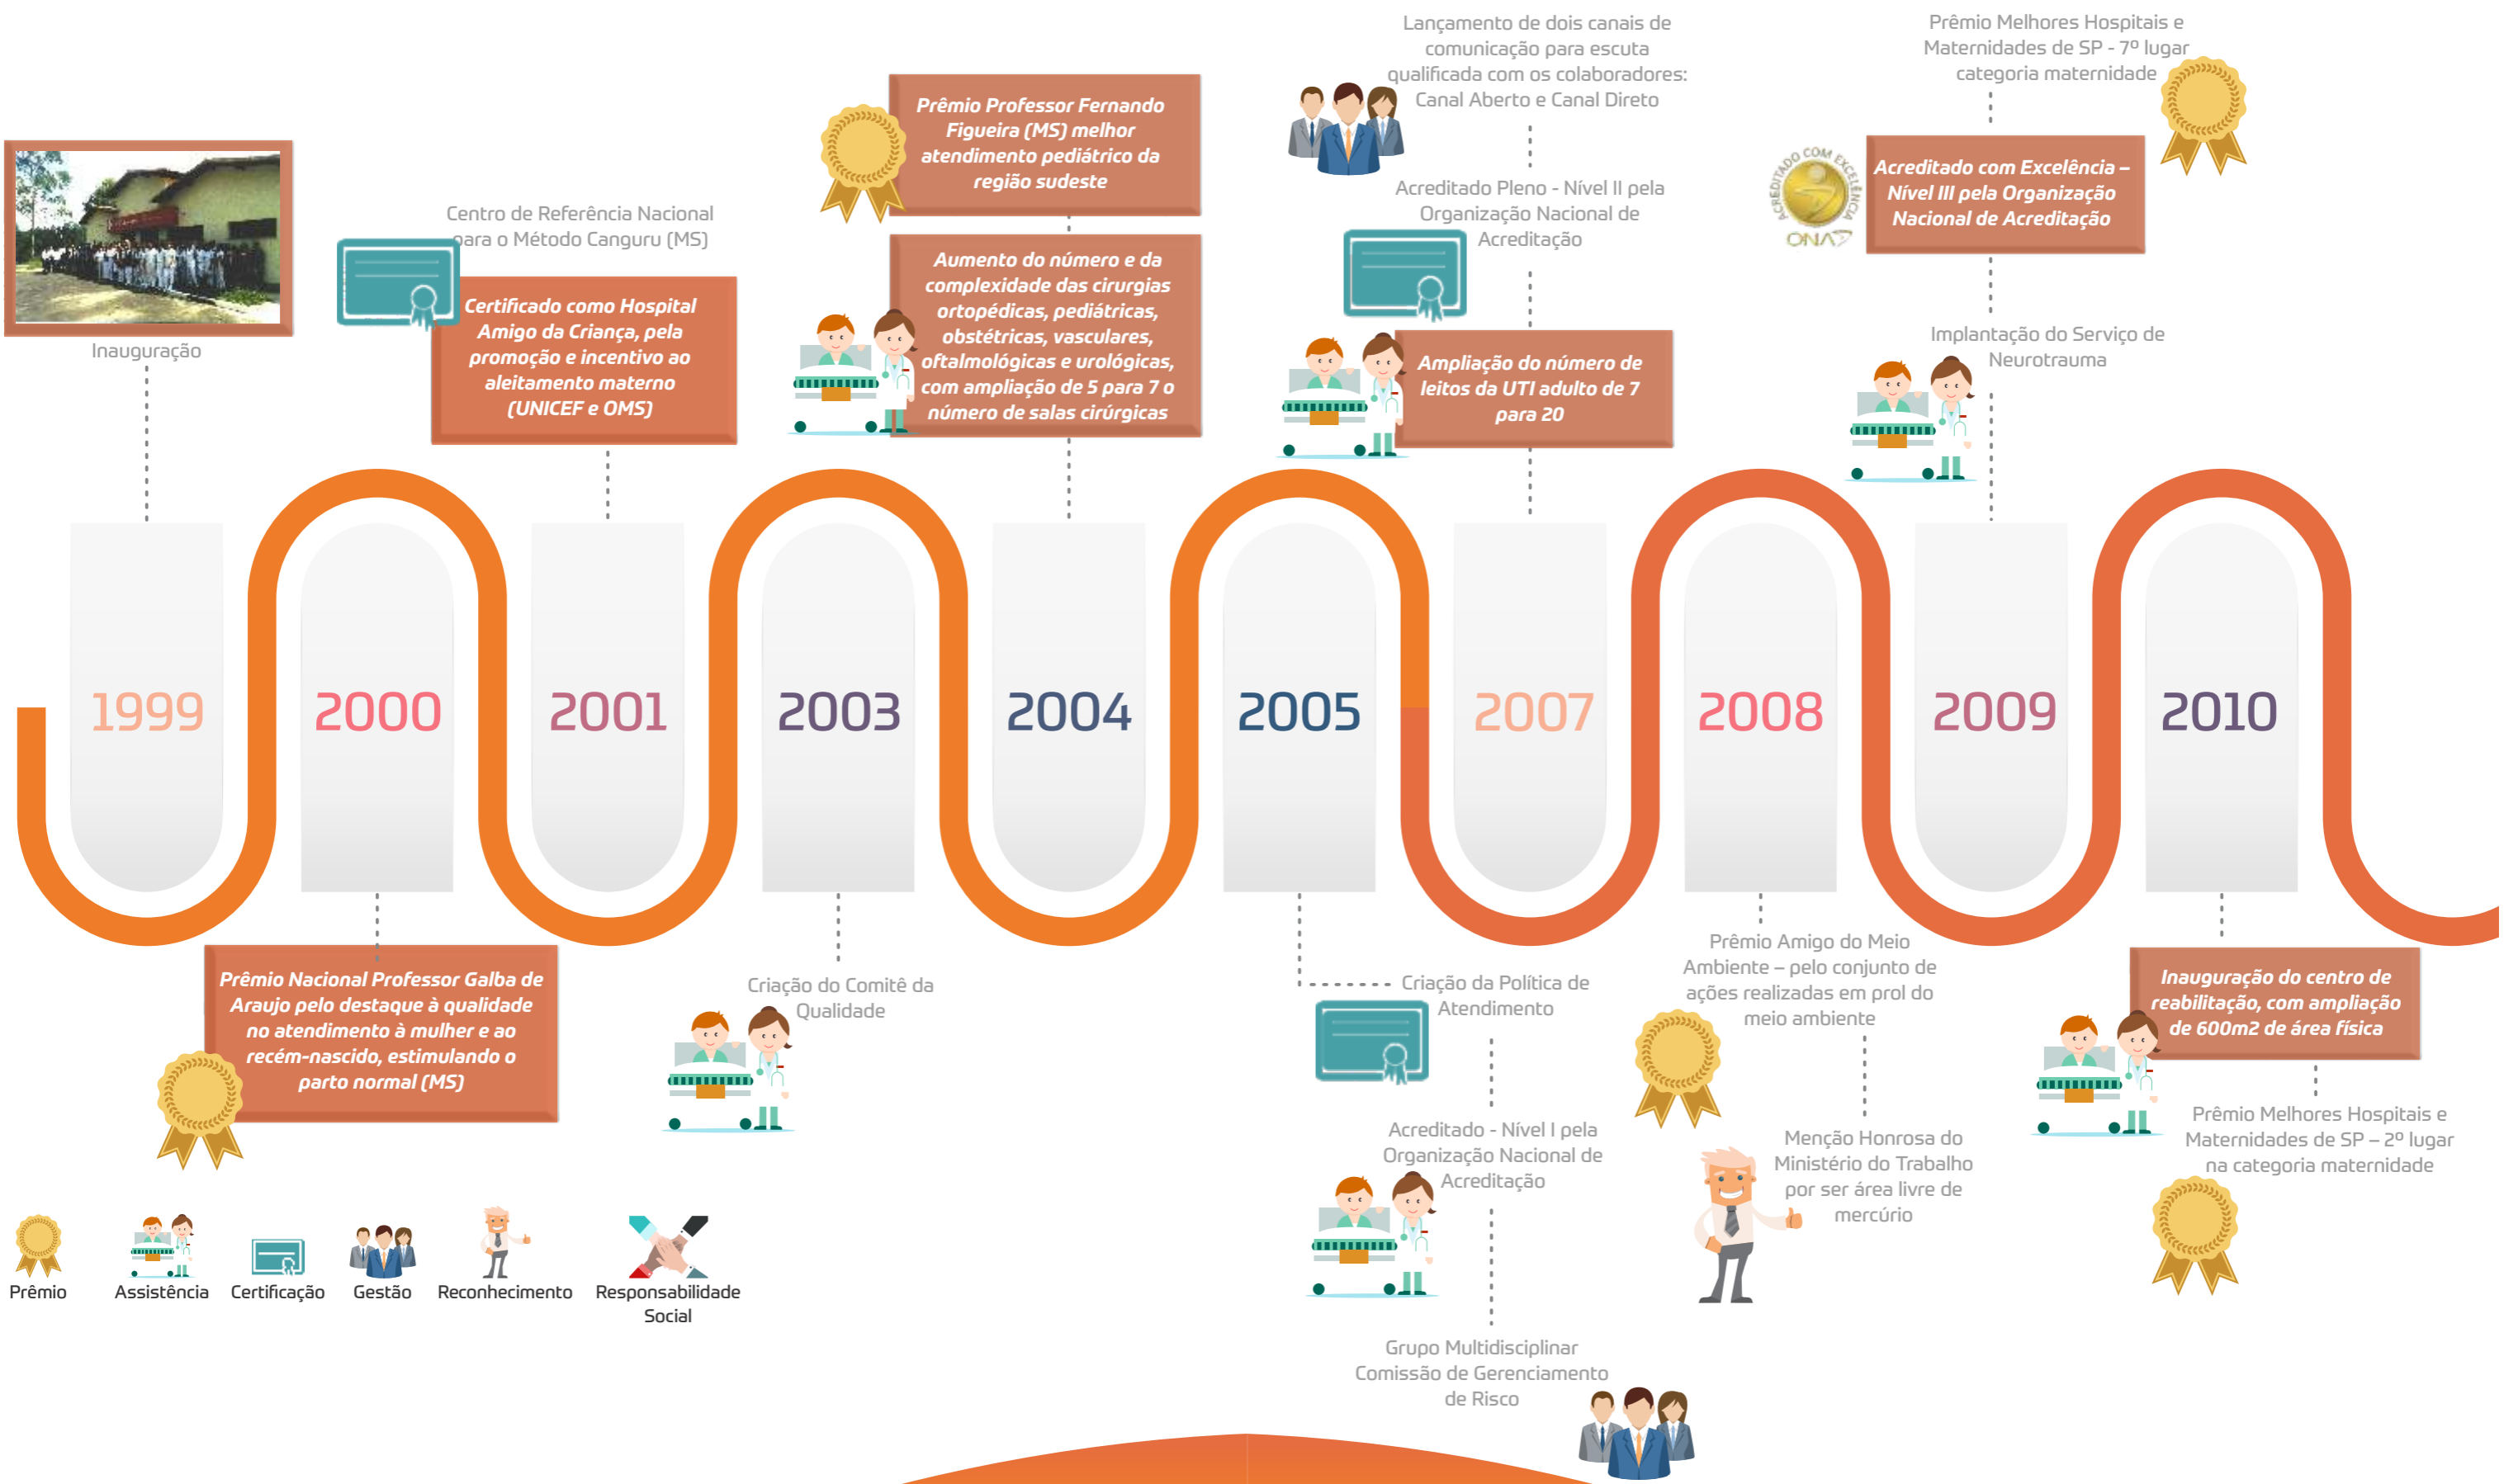 Inauguração
1999
Centro de Referência Nacional
para o Método Canguru (MS)
Certificado como Hospital
Amigo da Criança, pela
promoção e incentivo ao
aleitamento materno
(UNICEF e OMS)
2001
Prêmio Professor Fernando
Figueira (MS) melhor
atendimento pediátrico da
região sudeste
Aumento do número e da
complexidade das cirurgias
ortopédicas, pediátricas,
obstétricas, vasculares,
oftalmológicas e urológicas,
com ampliação de 5 para 7 o
número de salas cirúrgicas
2004
Lançamento de dois canais de
comunicação para escuta
qualificada com os colaboradores:
Canal Aberto e Canal Direto
Acreditado Pleno - Nível II pela
Organização Nacional de
Acreditação
Ampliação do número de
leitos da UTI adulto de 7
para 20
2007
Prêmio Melhores Hospitais e
Maternidades de SP - 7º lugar
categoria maternidade
ACREDITADO COM EXCELÊNCIA
ONA
Acreditado com Excelência –
Nível III pela Organização
Nacional de Acreditação
Implantação do Serviço de
Neurotrauma
2009
2000
Prêmio Nacional Professor Galba de
Araujo pelo destaque à qualidade
no atendimento à mulher e ao
recém-nascido, estimulando o
parto normal (MS)
2003
Criação do Comitê da
Qualidade
2005
Criação da Política de
Atendimento
Acreditado - Nível I pela
Organização Nacional de
Acreditação
Grupo Multidisciplinar
Comissão de Gerenciamento
de Risco
2008
Prêmio Amigo do Meio
Ambiente – pelo conjunto de
ações realizadas em prol do
meio ambiente
Menção Honrosa do
Ministério do Trabalho
por ser área livre de
mercúrio
2010
Inauguração do centro de
reabilitação, com ampliação
de 600m2 de área física
Prêmio Melhores Hospitais e
Maternidades de SP – 2º lugar
na categoria maternidade
Prêmio
Assistência
Certificação
Gestão
Reconhecimento
Responsabilidade
Social